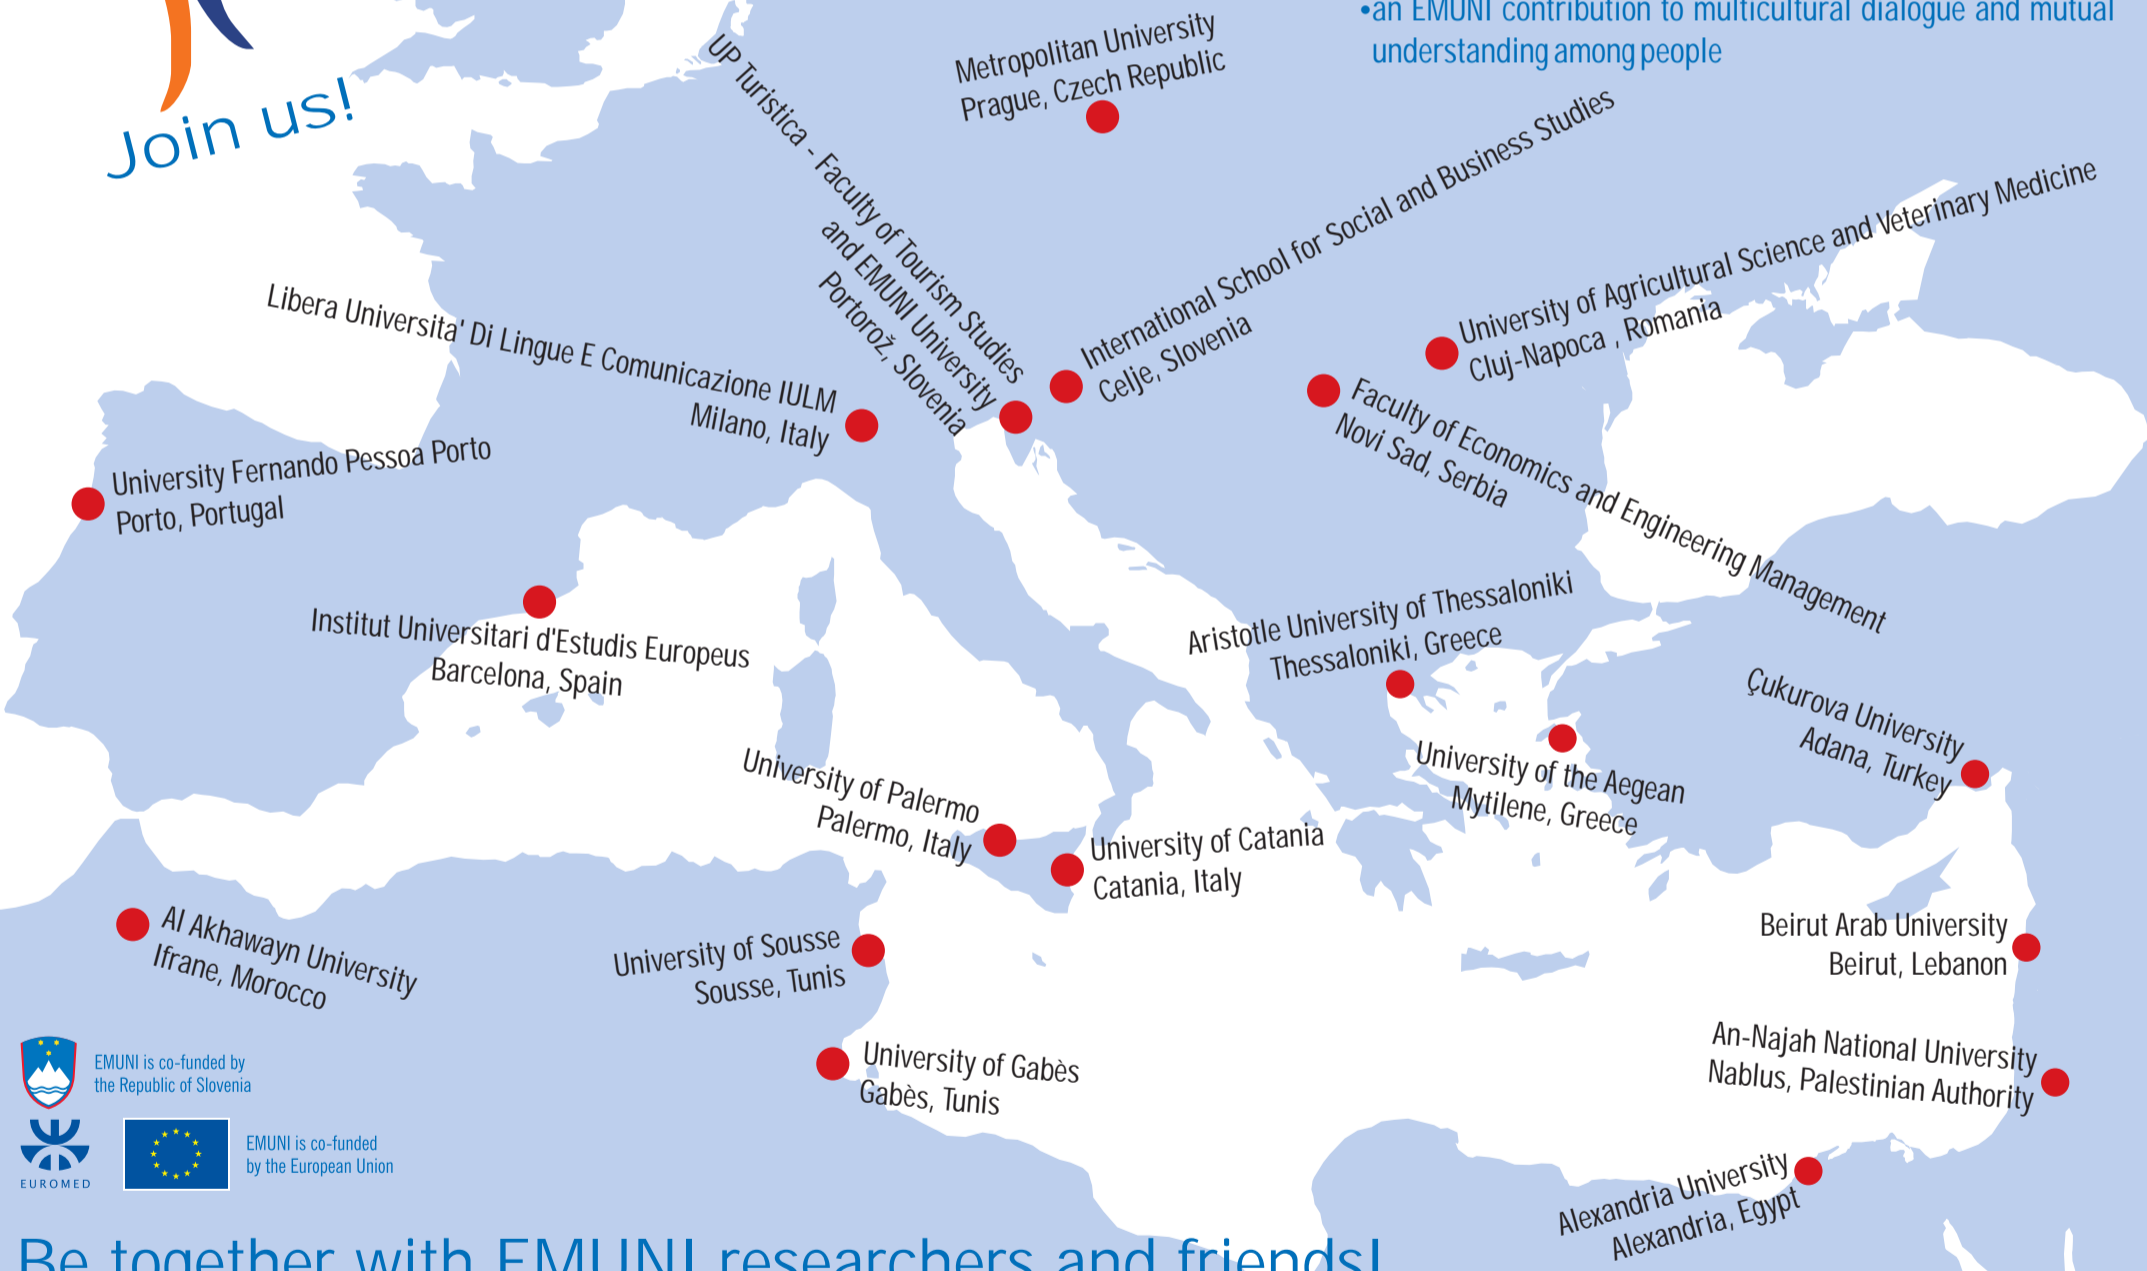 •an EMUNI contribution to multicultural dialogue and mutual
understanding among people
Join us!
Metropolitan University
Prague, Czech Republic
UP Turistica - Faculty of Tourism Studies
and EMUNI University
Portorož, Slovenia
International School for Social and Business Studies
Celje, Slovenia
University of Agricultural Science and Veterinary Medicine
Cluj-Napoca , Romania
Libera Universita' Di Lingue E Comunicazione IULM
Milano, Italy
Faculty of Economics and Engineering Management
Novi Sad, Serbia
University Fernando Pessoa Porto
Porto, Portugal
Institut Universitari d'Estudis Europeus
Barcelona, Spain
Aristotle University of Thessaloniki
Thessaloniki, Greece
Çukurova University
Adana, Turkey
University of the Aegean
Mytilene, Greece
University of Palermo
Palermo, Italy
University of Catania
Catania, Italy
Al Akhawayn University
Ifrane, Morocco
University of Sousse
Sousse, Tunis
Beirut Arab University
Beirut, Lebanon
University of Gabès
Gabès, Tunis
An-Najah National University
Nablus, Palestinian Authority
Alexandria University
Alexandria, Egypt
EMUNI is co-funded by
the Republic of Slovenia
EUROMED
EMUNI is co-funded
by the European Union
Be together with EMUNI researchers and friends!